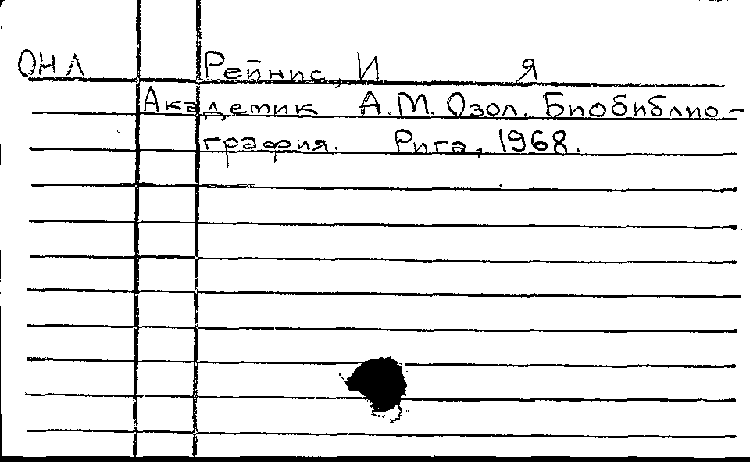 ОНЛ Рейнис, И Я
Академик А.М. Озол. Биобиблио-
графия. Рига, 1968.